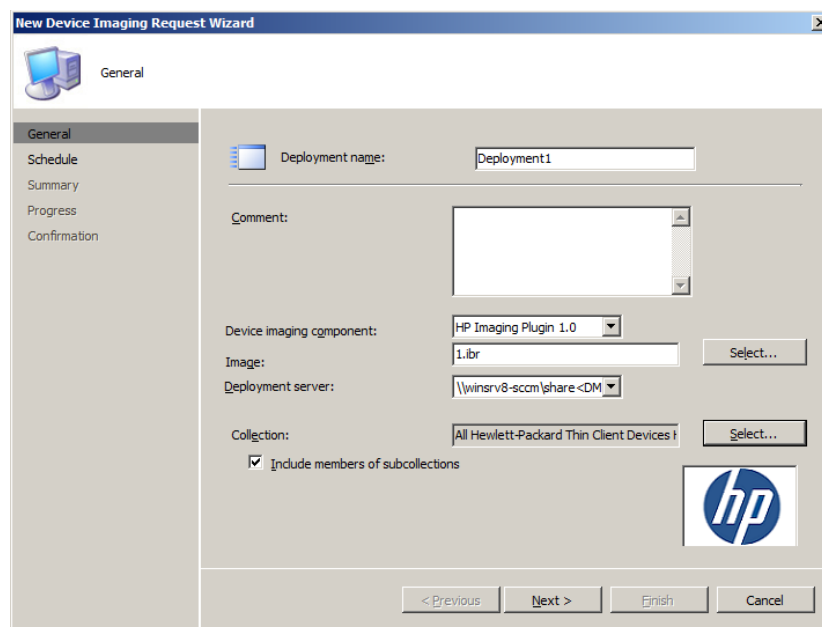 New Device Imaging Request Wizard
General
General
Schedule
Summary
Progress
Confirmation
Deployment name: Deployment1
Comment:
Device imaging component: HP Imaging Plugin 1.0
Image: 1.ibr Select...
Deployment server: \\winsrv8-sccm\share<DM
Collection: All Hewlett-Packard Thin Client Devices Select...
Include members of subcollections
hp
< Previous Next > Finish Cancel